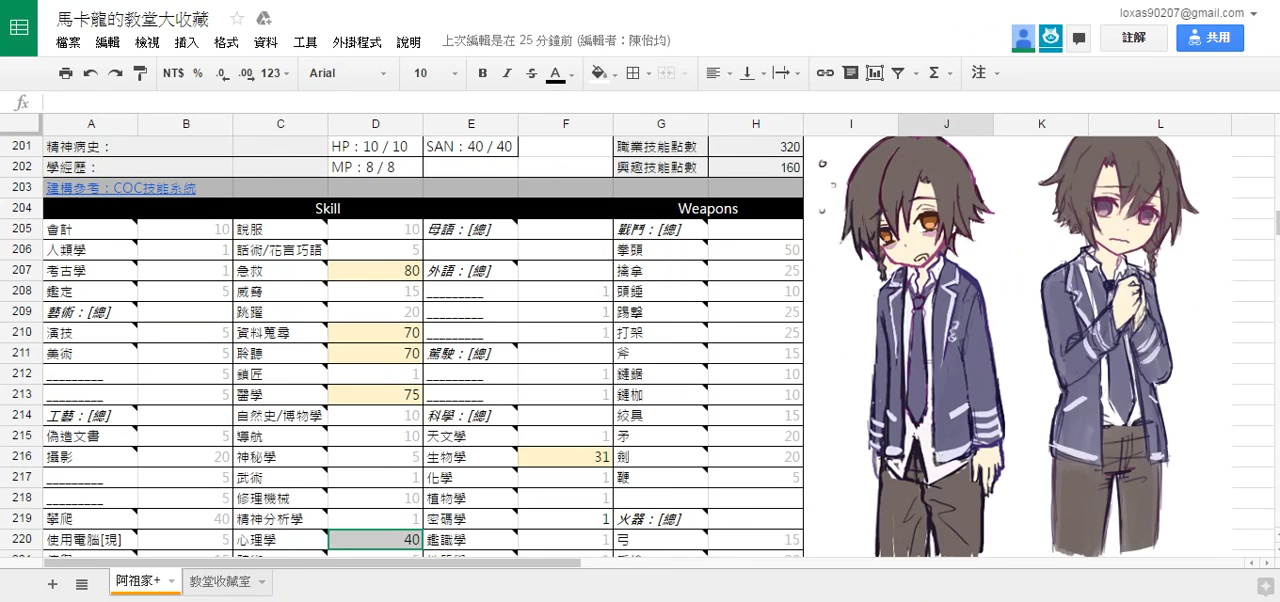 馬卡龍的教堂大收藏
loxas90207@gmail.com
檔案 編輯 檢視 插入 格式 資料 工具 外掛程式 說明 上次編輯是在 25 分鐘前 (編輯者：陳怡均)
註解 共用
NT$ % .0 .00 123 Arial 10 B I S A Σ 注
fx
A B C D E F G H I J K L
201 精神病史： HP：10 / 10 SAN：40 / 40 職業技能點數 320
202 學經歷： MP：8 / 8 興趣技能點數 160
203 建構參考：COC技能系統
204 Skill Weapons
205 會計 10 說服 10 母語：[總] 戰鬥：[總]
206 人類學 1 話術/花言巧語 5 拳頭 50
207 考古學 1 急救 80 外語：[總] 擒拿 25
208 鑑定 5 威脅 15 _________ 1 頭錘 10
209 藝術：[總] 跳躍 20 _________ 1 踢擊 25
210 演技 5 資料蒐尋 70 _________ 1 打架 25
211 美術 5 聆聽 70 駕駛：[總] 1 斧 15
212 _________ 5 鎖匠 1 _________ 1 鏈鋸 10
213 _________ 5 醫學 75 _________ 1 鏈枷 10
214 工藝：[總] 自然史/博物學 10 科學：[總] 絞具 15
215 偽造文書 5 導航 10 天文學 1 矛 20
216 攝影 20 神秘學 5 生物學 31 劍 20
217 _________ 5 武術 1 化學 1 鞭 5
218 _________ 5 修理機械 10 植物學 1
219 攀爬 40 精神分析學 1 密碼學 1 火器：[總]
220 使用電腦[現] 5 心理學 40 鑑識學 1 弓 15
阿祖家+ 教堂收藏室